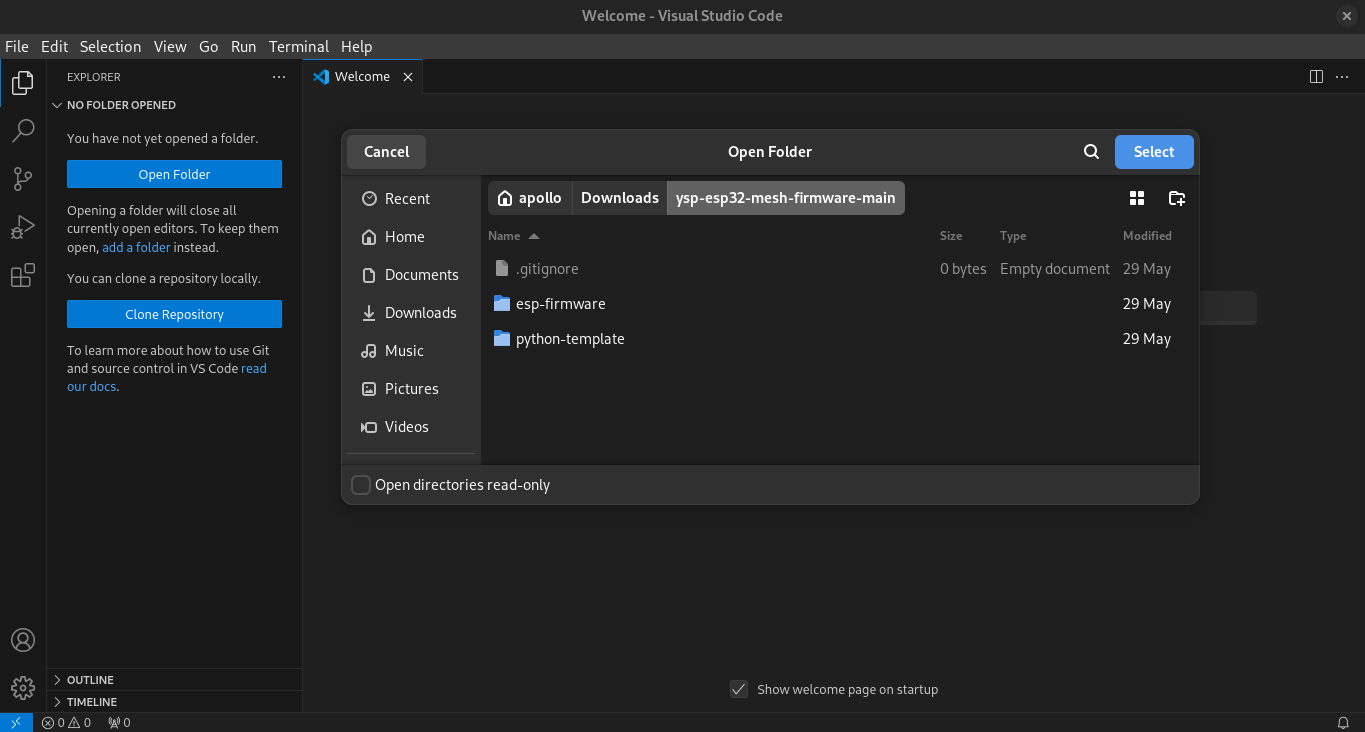 Welcome - Visual Studio Code
File Edit Selection View Go Run Terminal Help
EXPLORER
NO FOLDER OPENED
You have not yet opened a folder.
Open Folder
Opening a folder will close all
currently open editors. To keep them
open, add a folder instead.
You can clone a repository locally.
Clone Repository
To learn more about how to use Git
and source control in VS Code read
our docs.
OUTLINE
TIMELINE
Welcome
Cancel Open Folder Select
Recent
Home
Documents
Downloads
Music
Pictures
Videos
apollo Downloads ysp-esp32-mesh-firmware-main
Name Size Type Modified
.gitignore 0 bytes Empty document 29 May
esp-firmware 29 May
python-template 29 May
Open directories read-only
Show welcome page on startup
0 0 0